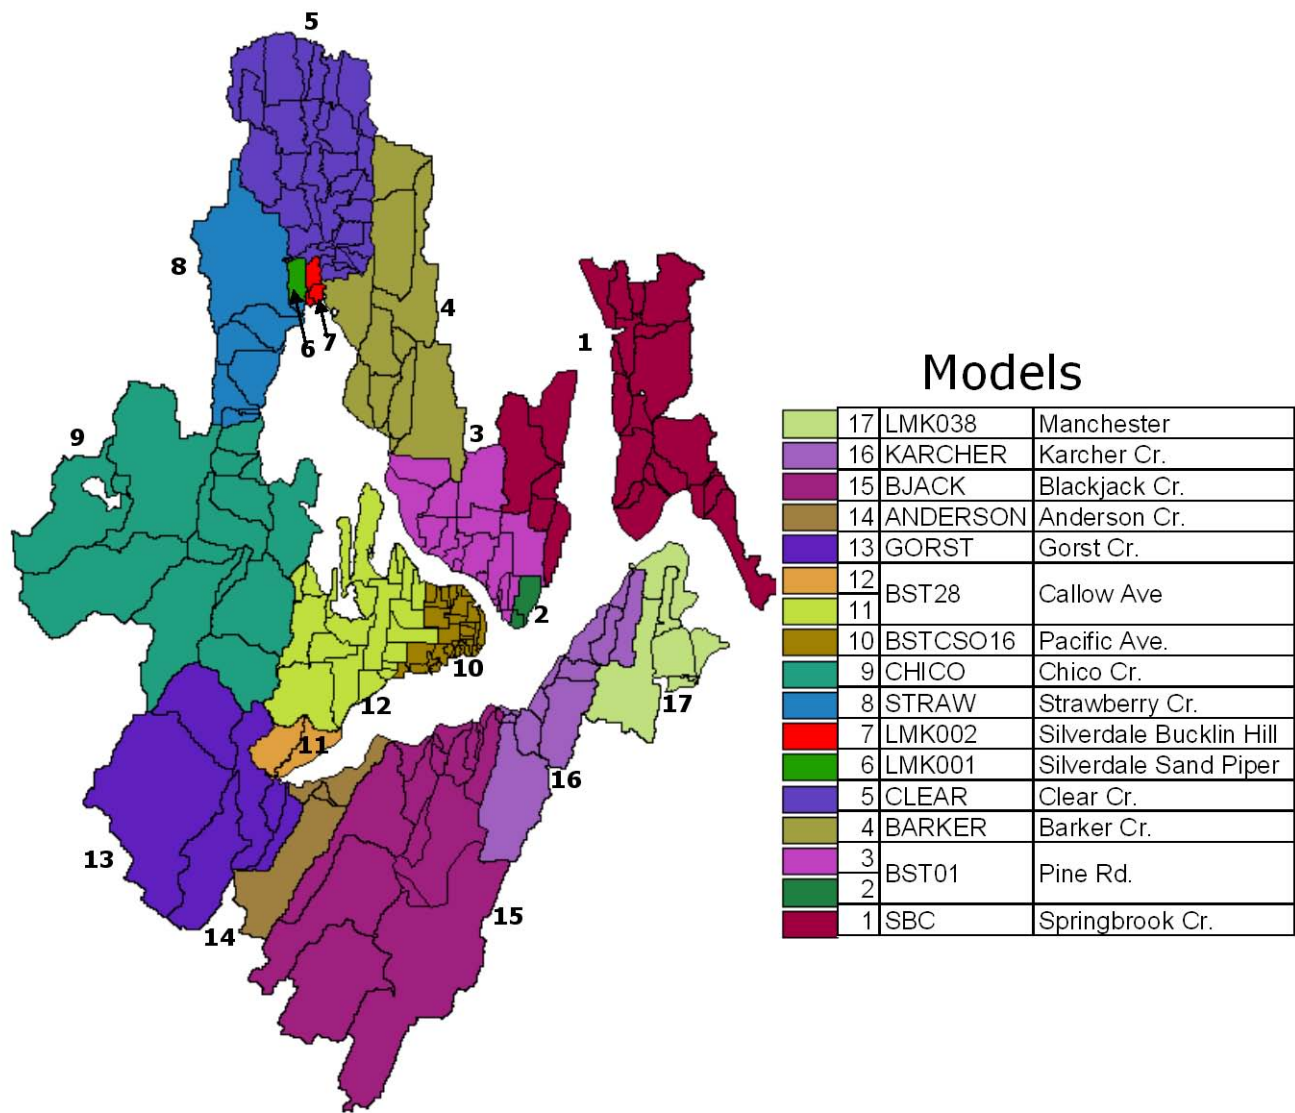 5
8
4
6
7
1
9
3
2
10
12
11
17
16
13
15
14
Models
17 LMK038 Manchester
16 KARCHER Karcher Cr.
15 BJACK Blackjack Cr.
14 ANDERSON Anderson Cr.
13 GORST Gorst Cr.
12
BST28 Callow Ave
11
10 BSTCSO16 Pacific Ave.
9 CHICO Chico Cr.
8 STRAW Strawberry Cr.
7 LMK002 Silverdale Bucklin Hill
6 LMK001 Silverdale Sand Piper
5 CLEAR Clear Cr.
4 BARKER Barker Cr.
3
BST01 Pine Rd.
2
1 SBC Springbrook Cr.